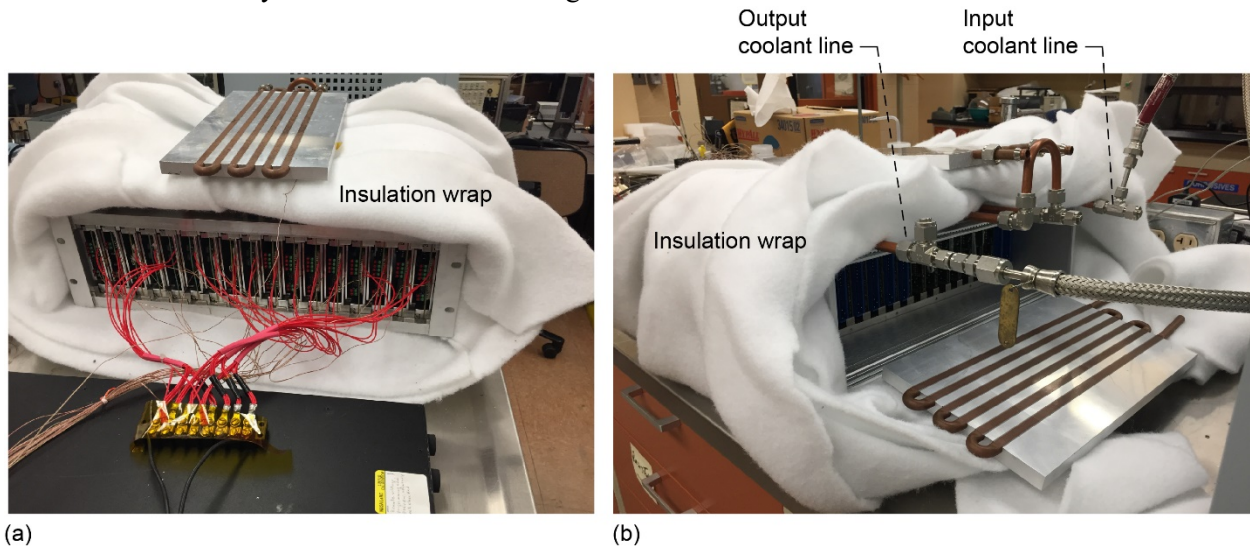 Output
coolant line
Input
coolant line
Insulation wrap
Insulation wrap
(a)
(b)